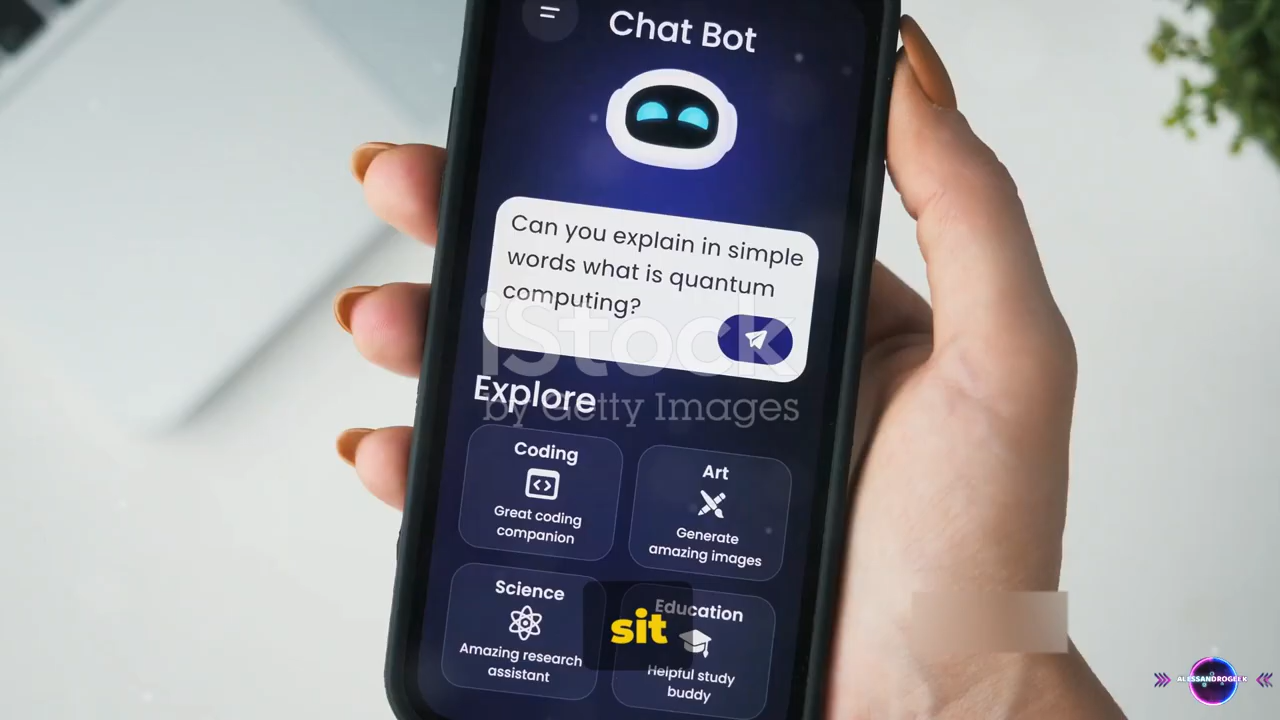 Chat Bot
Can you explain in simple
words what is quantum
computing?
iStock
by Getty Images
Explore
Coding
Great coding
companion
Art
Generate
amazing images
Science
Amazing research
assistant
Education
Helpful study
buddy
sit
ALESSANDROGEEK